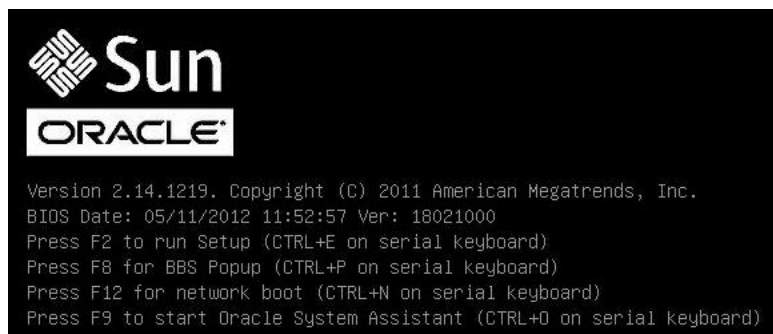 Sun
ORACLE
Version 2.14.1219. Copyright (C) 2011 American Megatrends, Inc.
BIOS Date: 05/11/2012 11:52:57 Ver: 18021000
Press F2 to run Setup (CTRL+E on serial keyboard)
Press F8 for BBS Popup (CTRL+P on serial keyboard)
Press F12 for network boot (CTRL+N on serial keyboard)
Press F9 to start Oracle System Assistant (CTRL+O on serial keyboard)